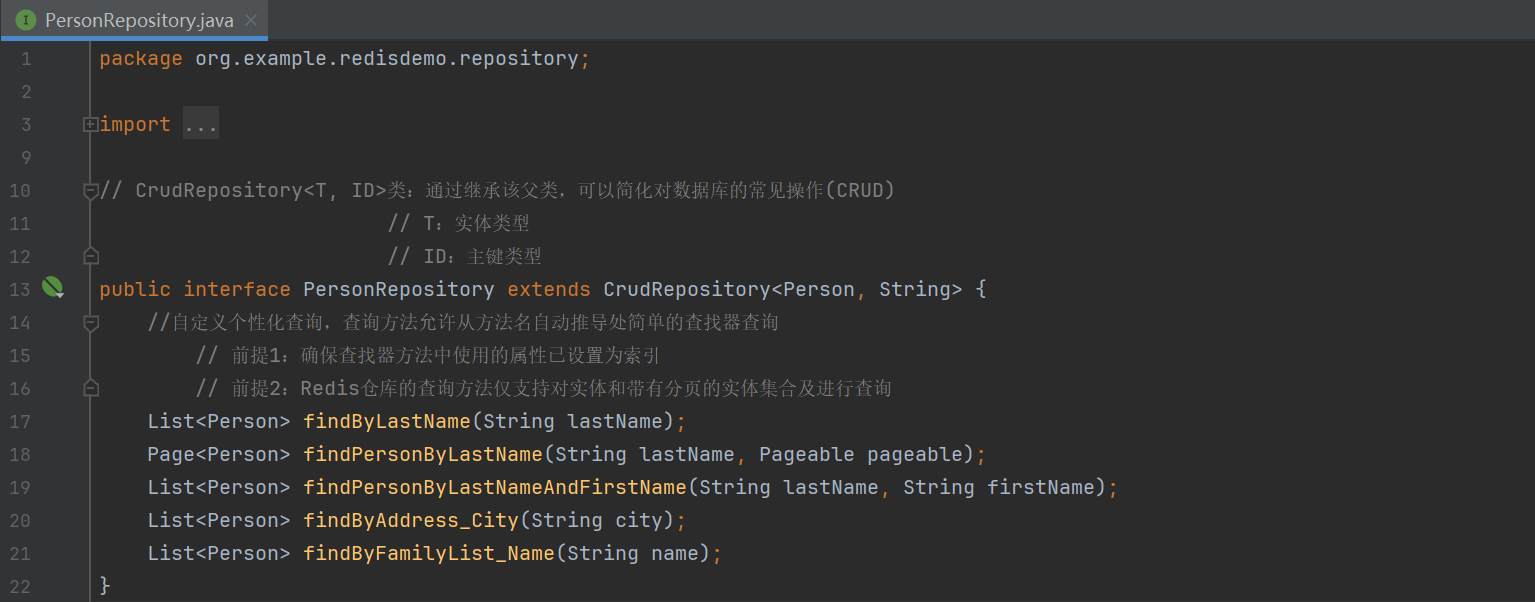 PersonRepository.java
1 package org.example.redisdemo.repository;
2
3 import ...
9
10 // CrudRepository<T, ID>类：通过继承该父类，可以简化对数据库的常见操作(CRUD)
11 // T：实体类型
12 // ID：主键类型
13 public interface PersonRepository extends CrudRepository<Person, String> {
14 //自定义个性化查询，查询方法允许从方法名自动推导处简单的查找器查询
15 // 前提1：确保查找器方法中使用的属性已设置为索引
16 // 前提2：Redis仓库的查询方法仅支持对实体和带有分页的实体集合及进行查询
17 List<Person> findByLastName(String lastName);
18 Page<Person> findPersonByLastName(String lastName, Pageable pageable);
19 List<Person> findPersonByLastNameAndFirstName(String lastName, String firstName);
20 List<Person> findByAddress_City(String city);
21 List<Person> findByFamilyList_Name(String name);
22 }